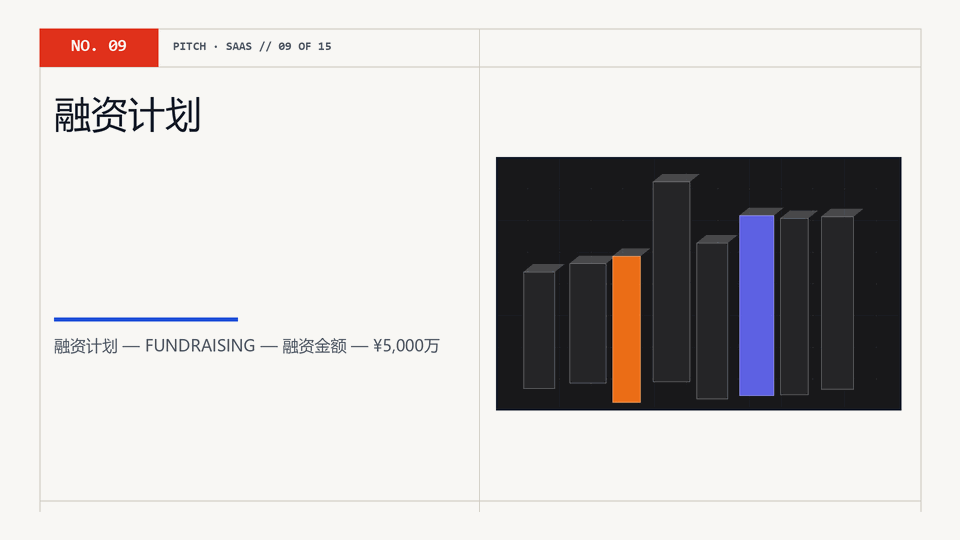 NO. 09
PITCH · SAAS // 09 OF 15
融资计划
融资计划 — FUNDRAISING — 融资金额 — ¥5,000万